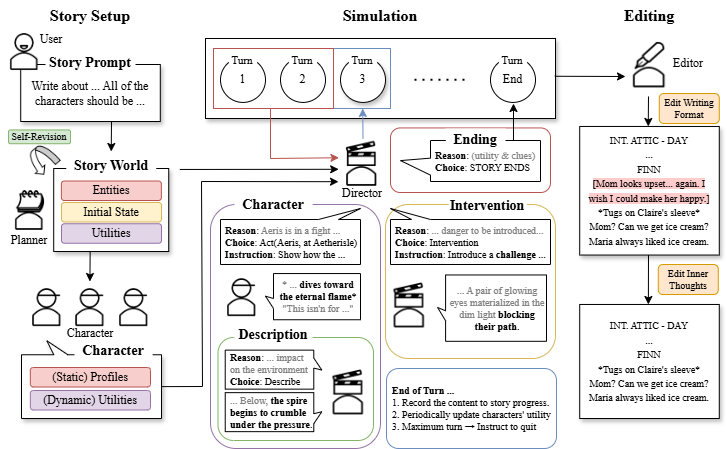 Story Setup
User
Story Prompt
Write about ... All of the
characters should be ...
Self-Revision
Story World
Entities
Initial State
Utilities
Planner
Character
Character
(Static) Profiles
(Dynamic) Utilities
Simulation
Turn
1
Turn
2
Turn
3
.......
Turn
End
Director
Ending
Reason: (utility & clues)
Choice: STORY ENDS
Character
Reason: Aeris is in a fight ...
Choice: Act(Aeris, at Aetherisle)
Instruction: Show how the ...
* ... dives toward
the eternal flame*
"This isn'n for ..."
Description
Reason: ... impact
on the environment
Choice: Describe
... Below, the spire
begins to crumble
under the pressure.
Intervention
Reason: ... danger to be introduced...
Choice: Intervention
Instruction: Introduce a challenge ...
... A pair of glowing
eyes materialized in the
dim light blocking
their path.
End of Turn ...
1. Record the content to story progress.
2. Periodically update characters' utility
3. Maximum turn → Instruct to quit
Editing
Editor
Edit Writing
Format
INT. ATTIC - DAY
...
FINN
[Mom looks upset... again. I
wish I could make her happy.]
*Tugs on Claire's sleeve*
Mom? Can we get ice cream?
Maria always liked ice cream.
Edit Inner
Thoughts
INT. ATTIC - DAY
...
FINN
*Tugs on Claire's sleeve*
Mom? Can we get ice cream?
Maria always liked ice cream.